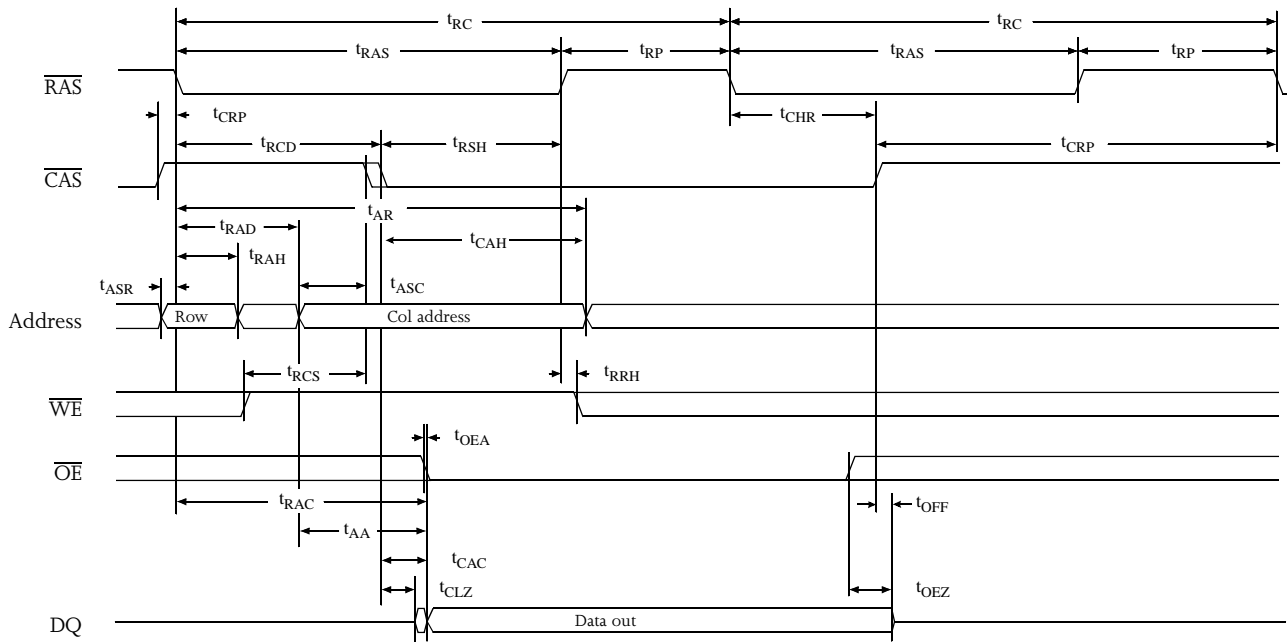 tRC tRC
tRAS tRP tRAS tRP
RAS
tCRP tCHR
tRCD tRSH tCRP
CAS
tAR
tRAD
tCAH
tRAH
tASR tASC
Address Row Col address
tRCS tRRH
WE
tOEA
OE
tRAC tOFF
tAA
tCAC
tCLZ tOEZ
DQ Data out